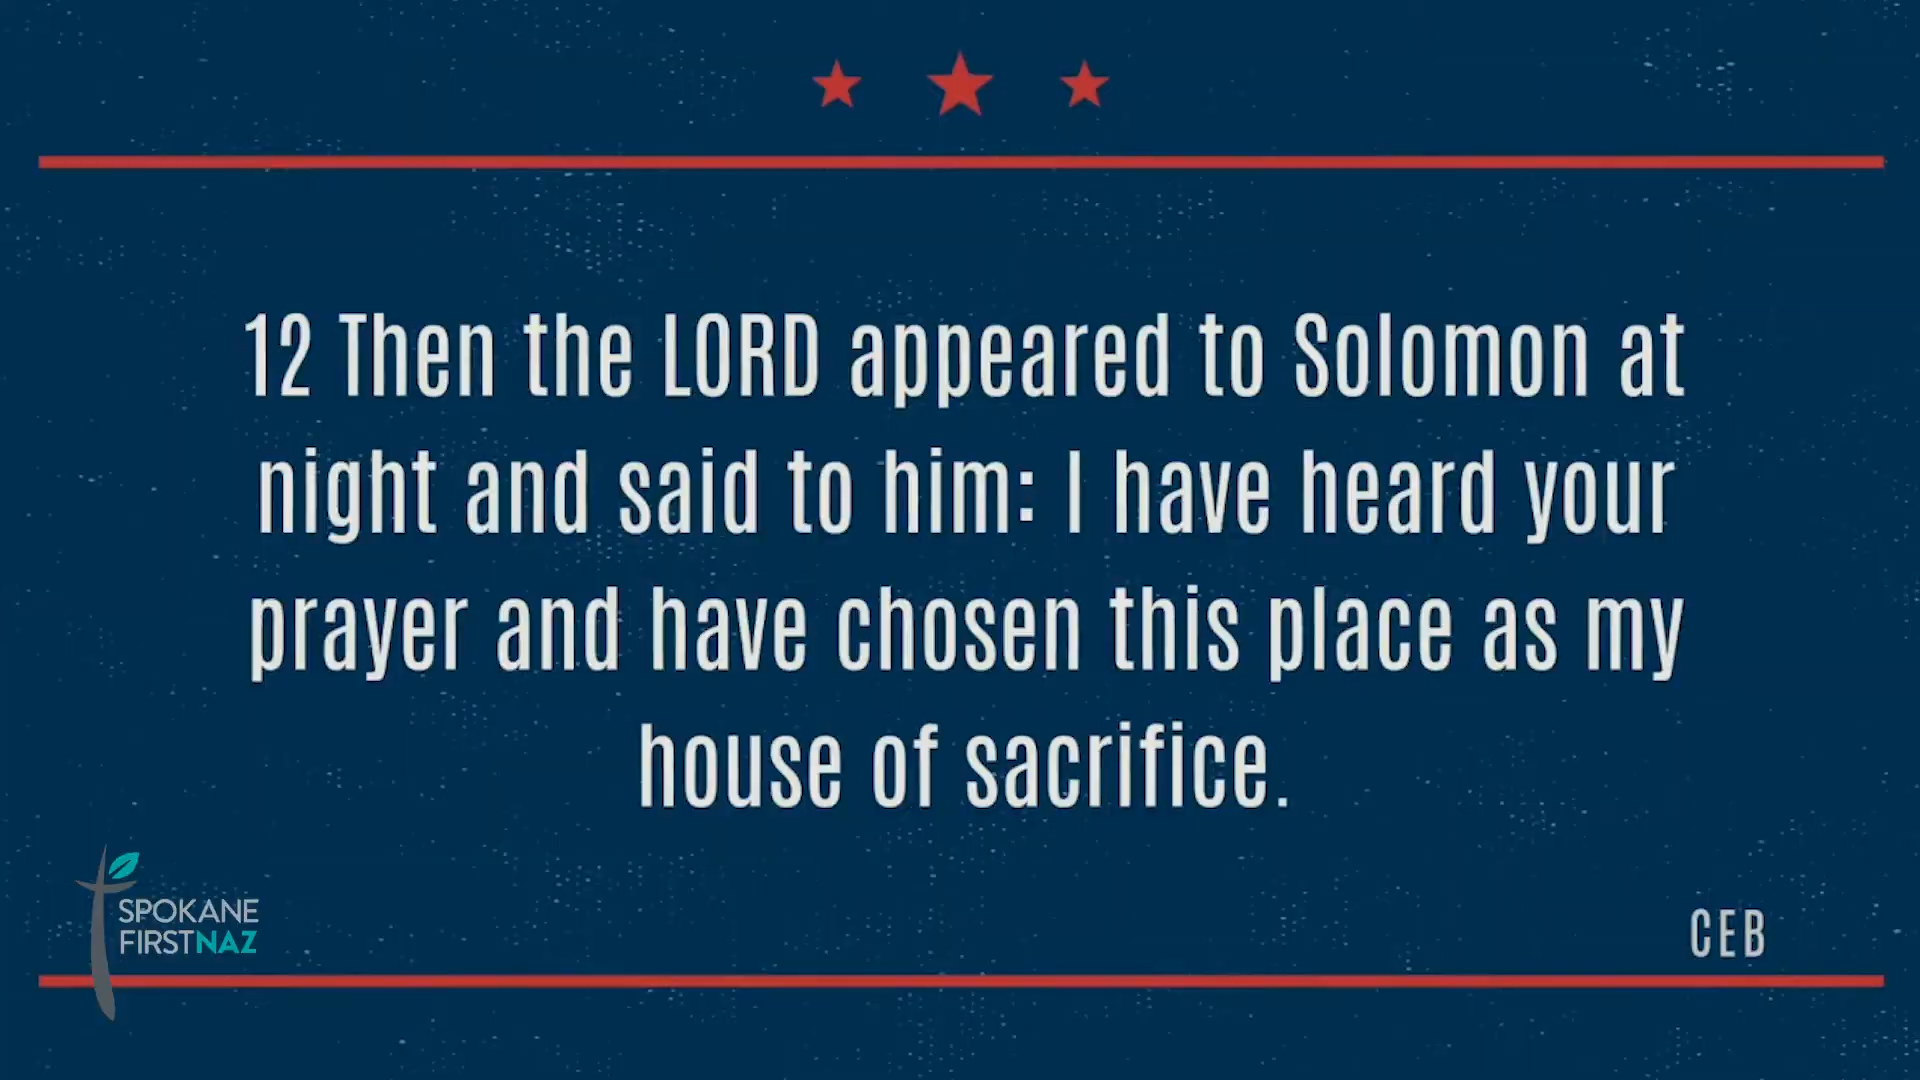 12 Then the LORD appeared to Solomon at
night and said to him: I have heard your
prayer and have chosen this place as my
house of sacrifice.
SPOKANE
FIRSTNAZ
CEB